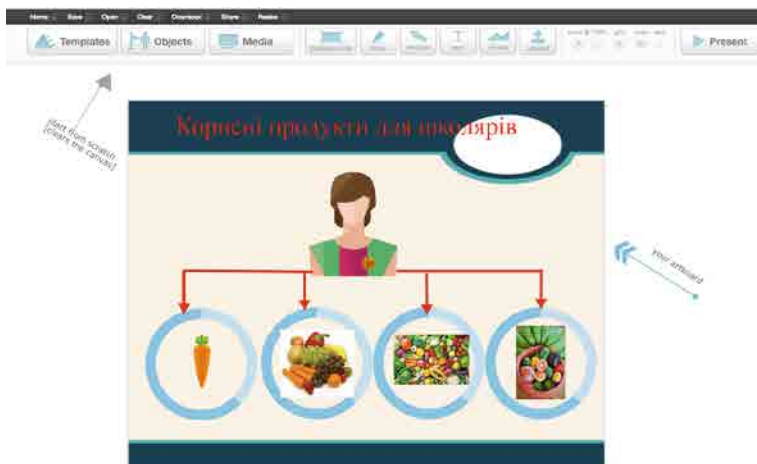 Home Save Open Clear Download Share Resize
Templates Objects Media Present
start from scratch
[clears the canvas]
Корисні продукти для школярів
your artboard